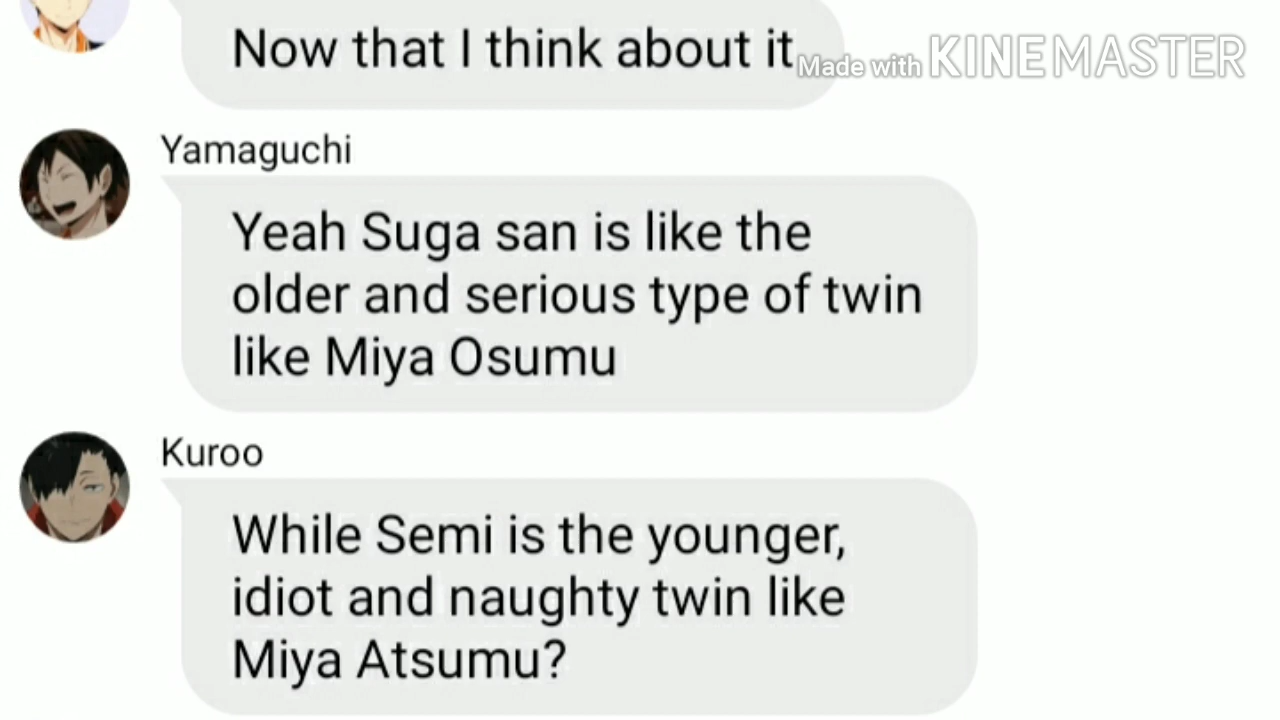 Now that I think about it
Made with KINEMASTER
Yamaguchi
Yeah Suga san is like the
older and serious type of twin
like Miya Osumu
Kuroo
While Semi is the younger,
idiot and naughty twin like
Miya Atsumu?